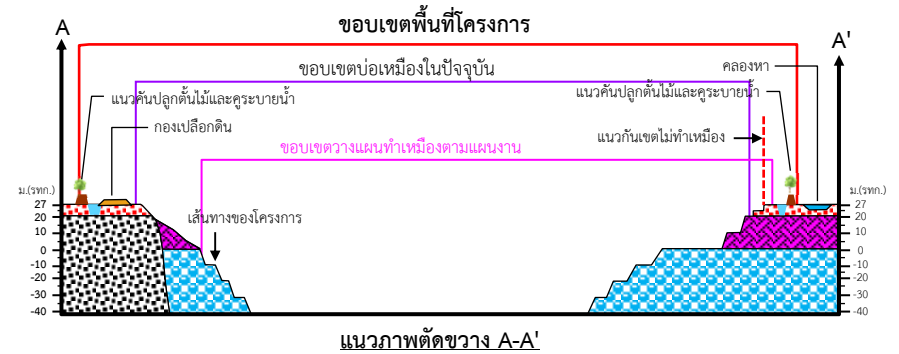 ขอบเขตพื้นที่โครงการ
A
A'
ขอบเขตบ่อเหมืองในปัจจุบัน
คลองหา
แนวคันปลูกต้นไม้และคูระบายน้ำ
แนวคันปลูกต้นไม้และคูระบายน้ำ
กองเปลือกดิน
แนวกันเขตไม่ทำเหมือง
ขอบเขตวางแผนทำเหมืองตามแผนงาน
ม.(รทก.)
ม.(รทก.)
เส้นทางของโครงการ
27
27
20
20
10
10
0
0
-10
-10
-20
-20
-30
-30
-40
-40
แนวภาพตัดขวาง A-A'